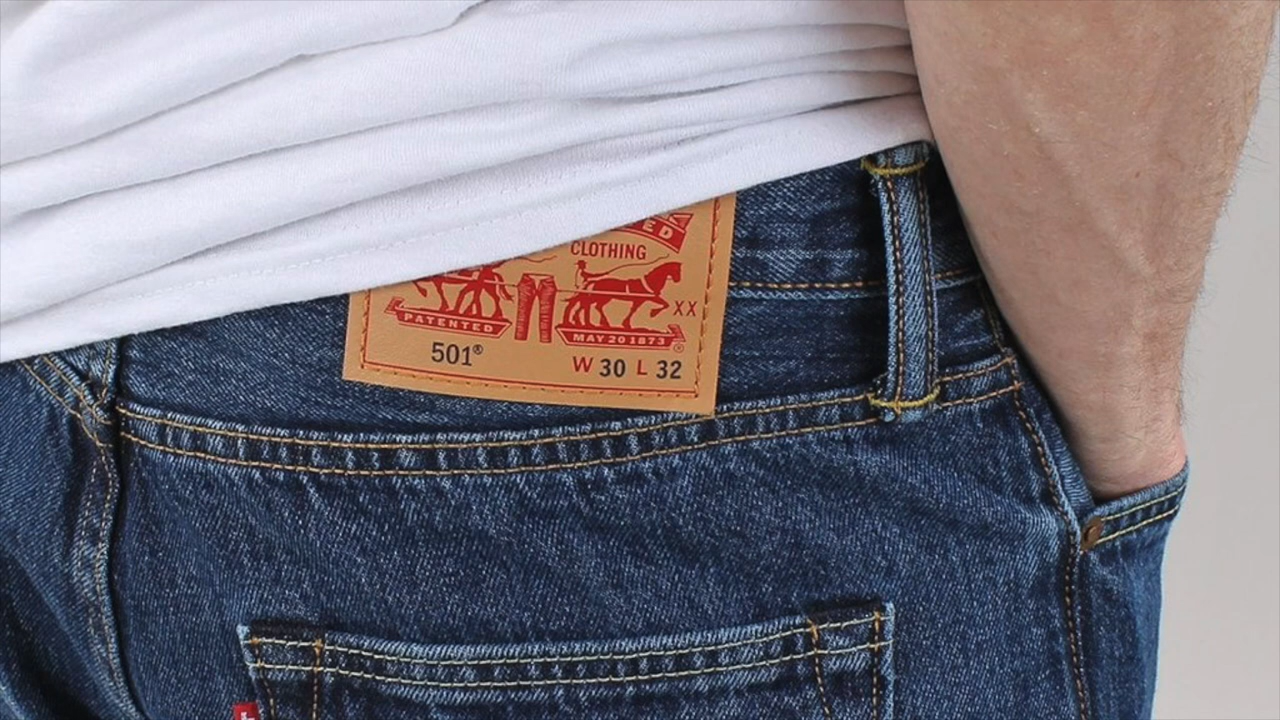 CLOTHING
XX
PATENTED
MAY 20 1873
®
501®
W 30 L 32